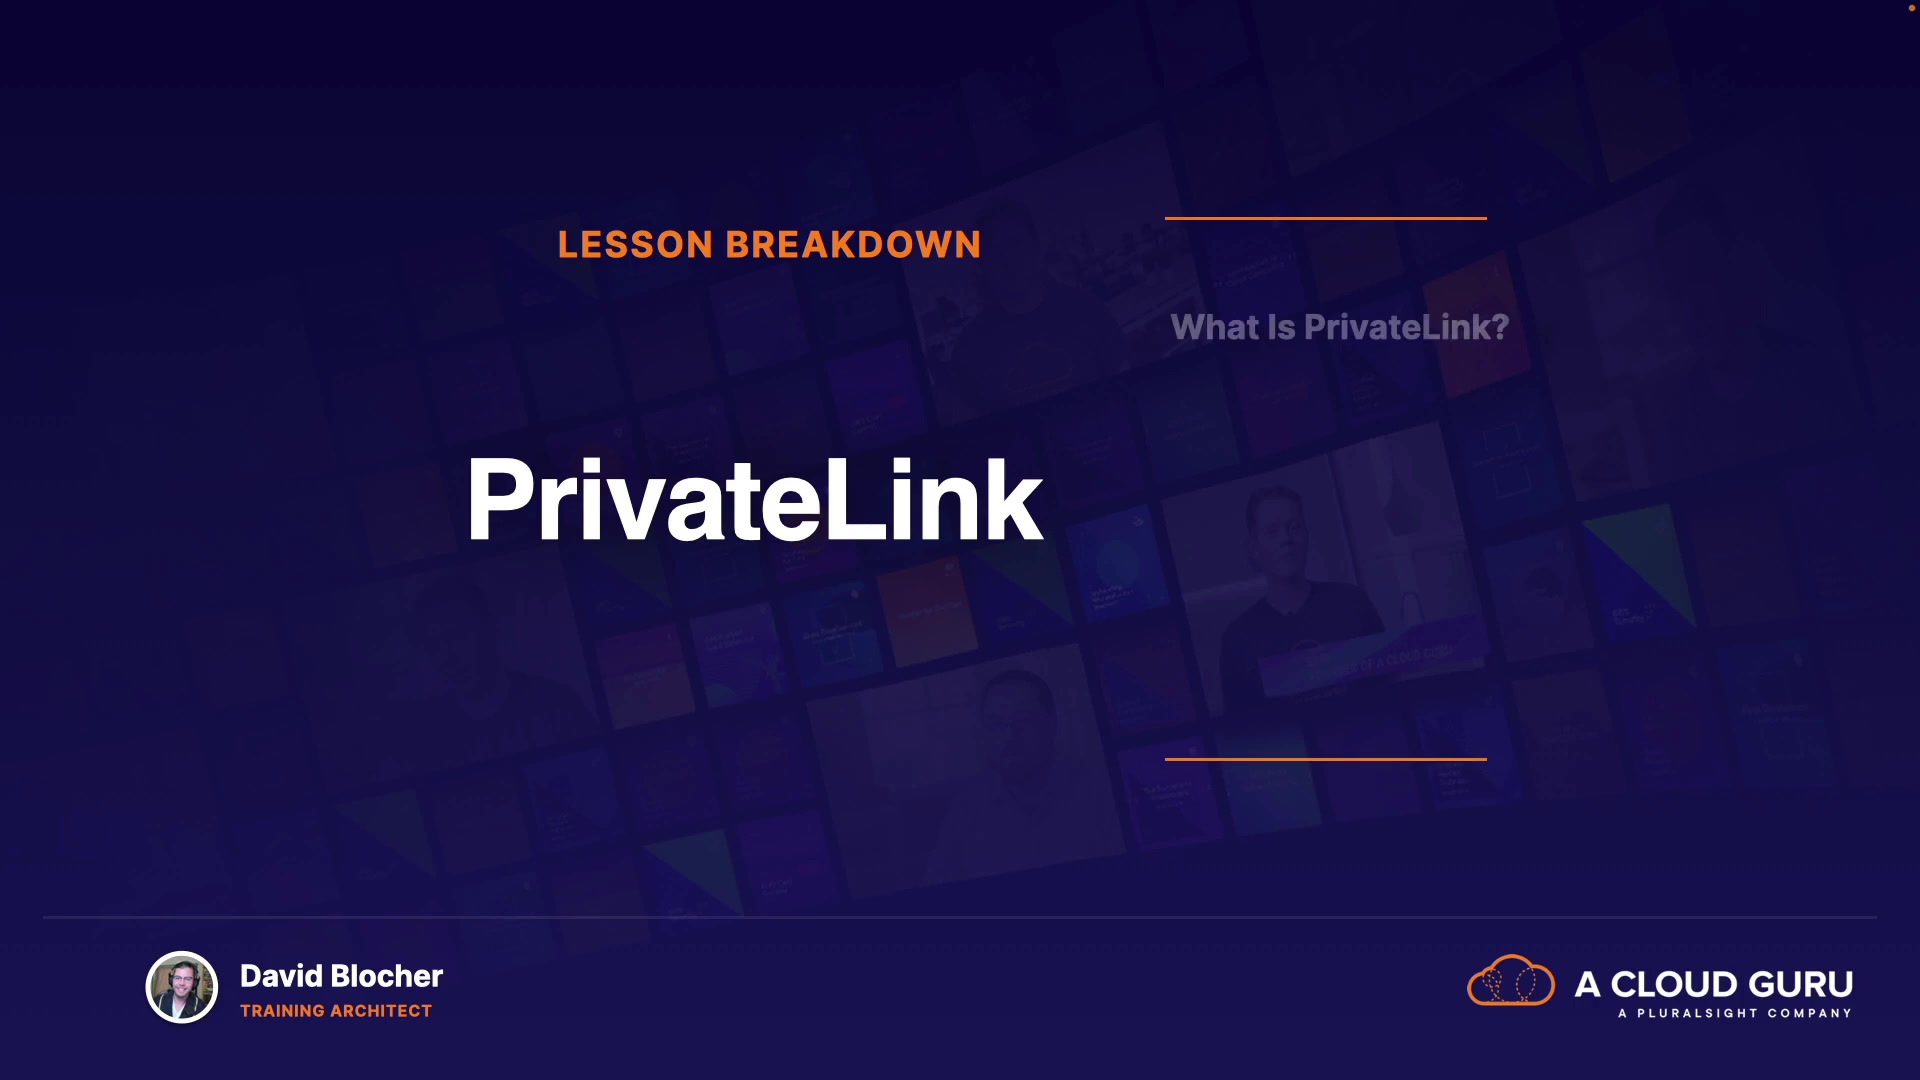 LESSON BREAKDOWN
What Is PrivateLink?
PrivateLink
David Blocher
TRAINING ARCHITECT
A CLOUD GURU
A PLURALSIGHT COMPANY